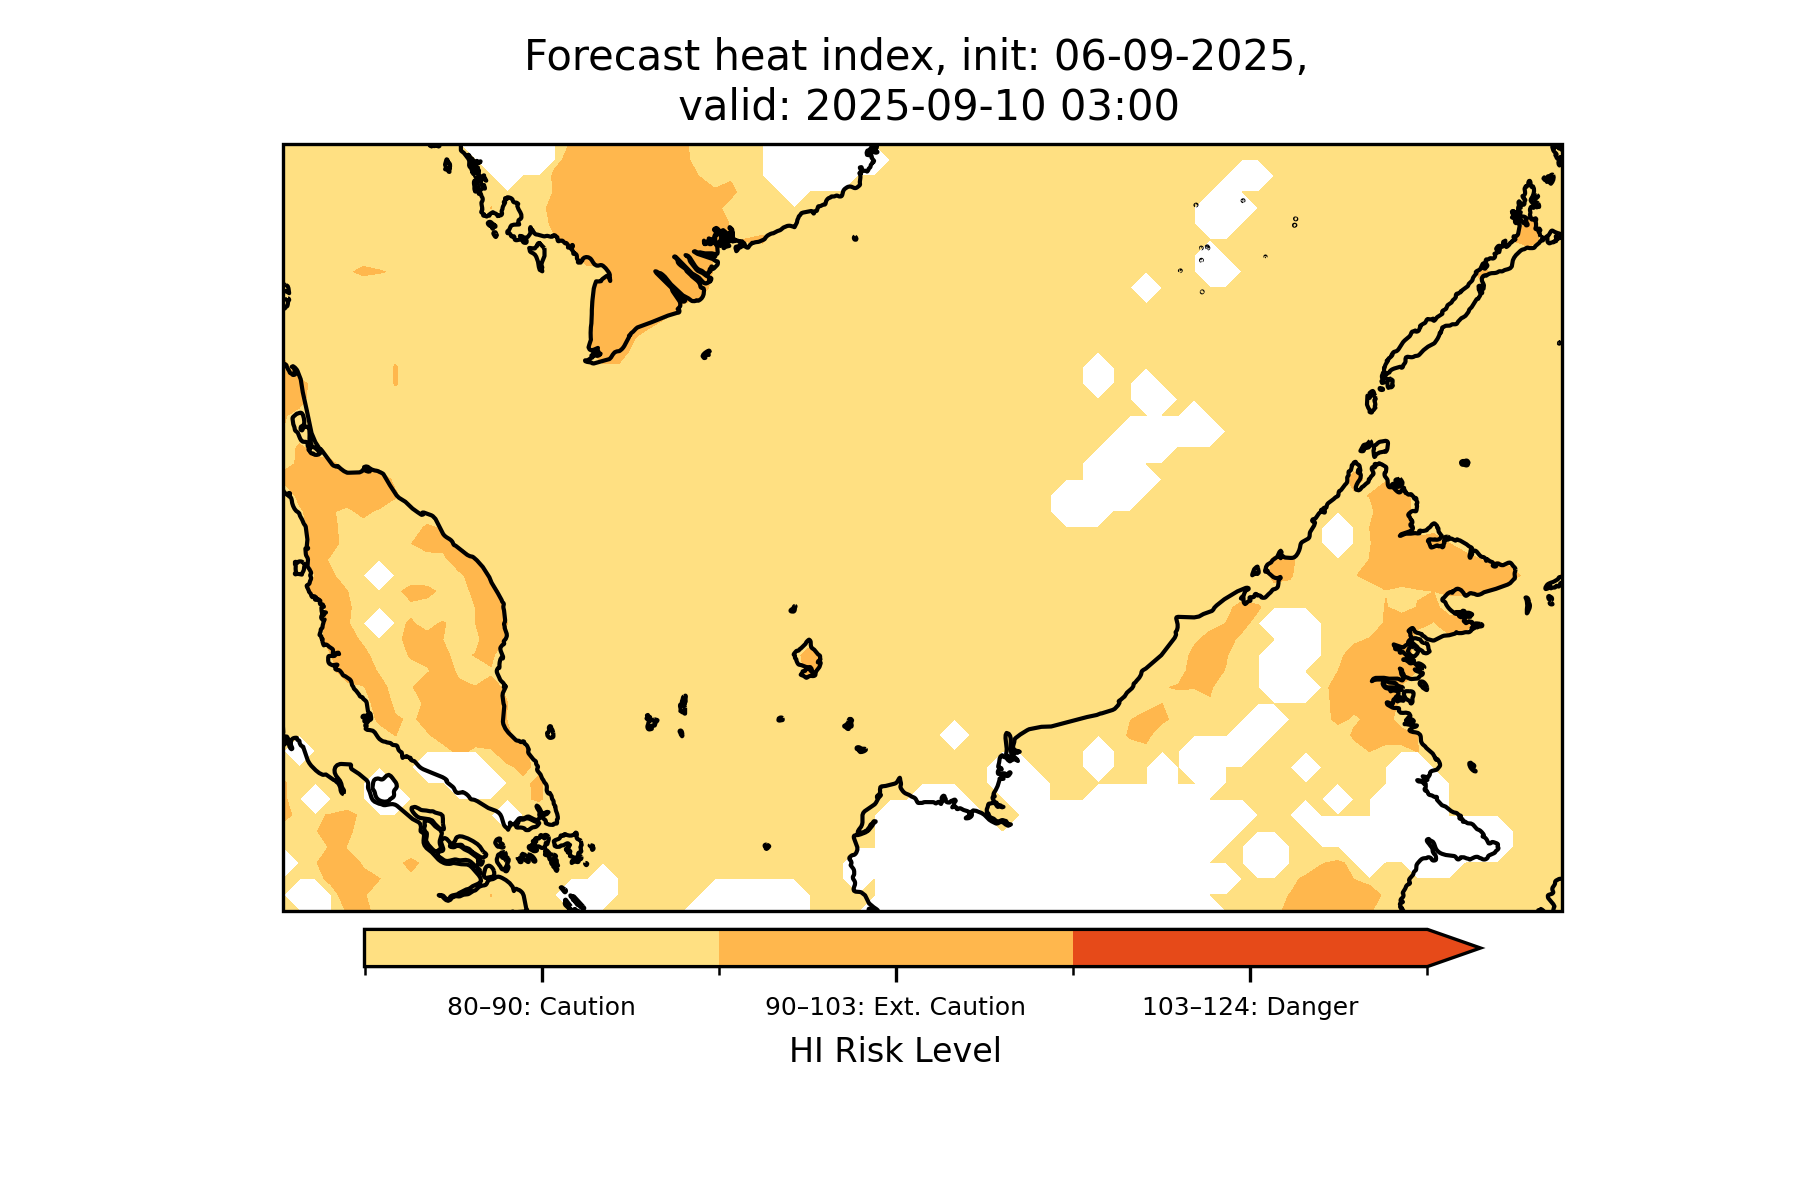 Forecast heat index, init: 06-09-2025,
valid: 2025-09-10 03:00
80–90: Caution
90–103: Ext. Caution
103–124: Danger
HI Risk Level